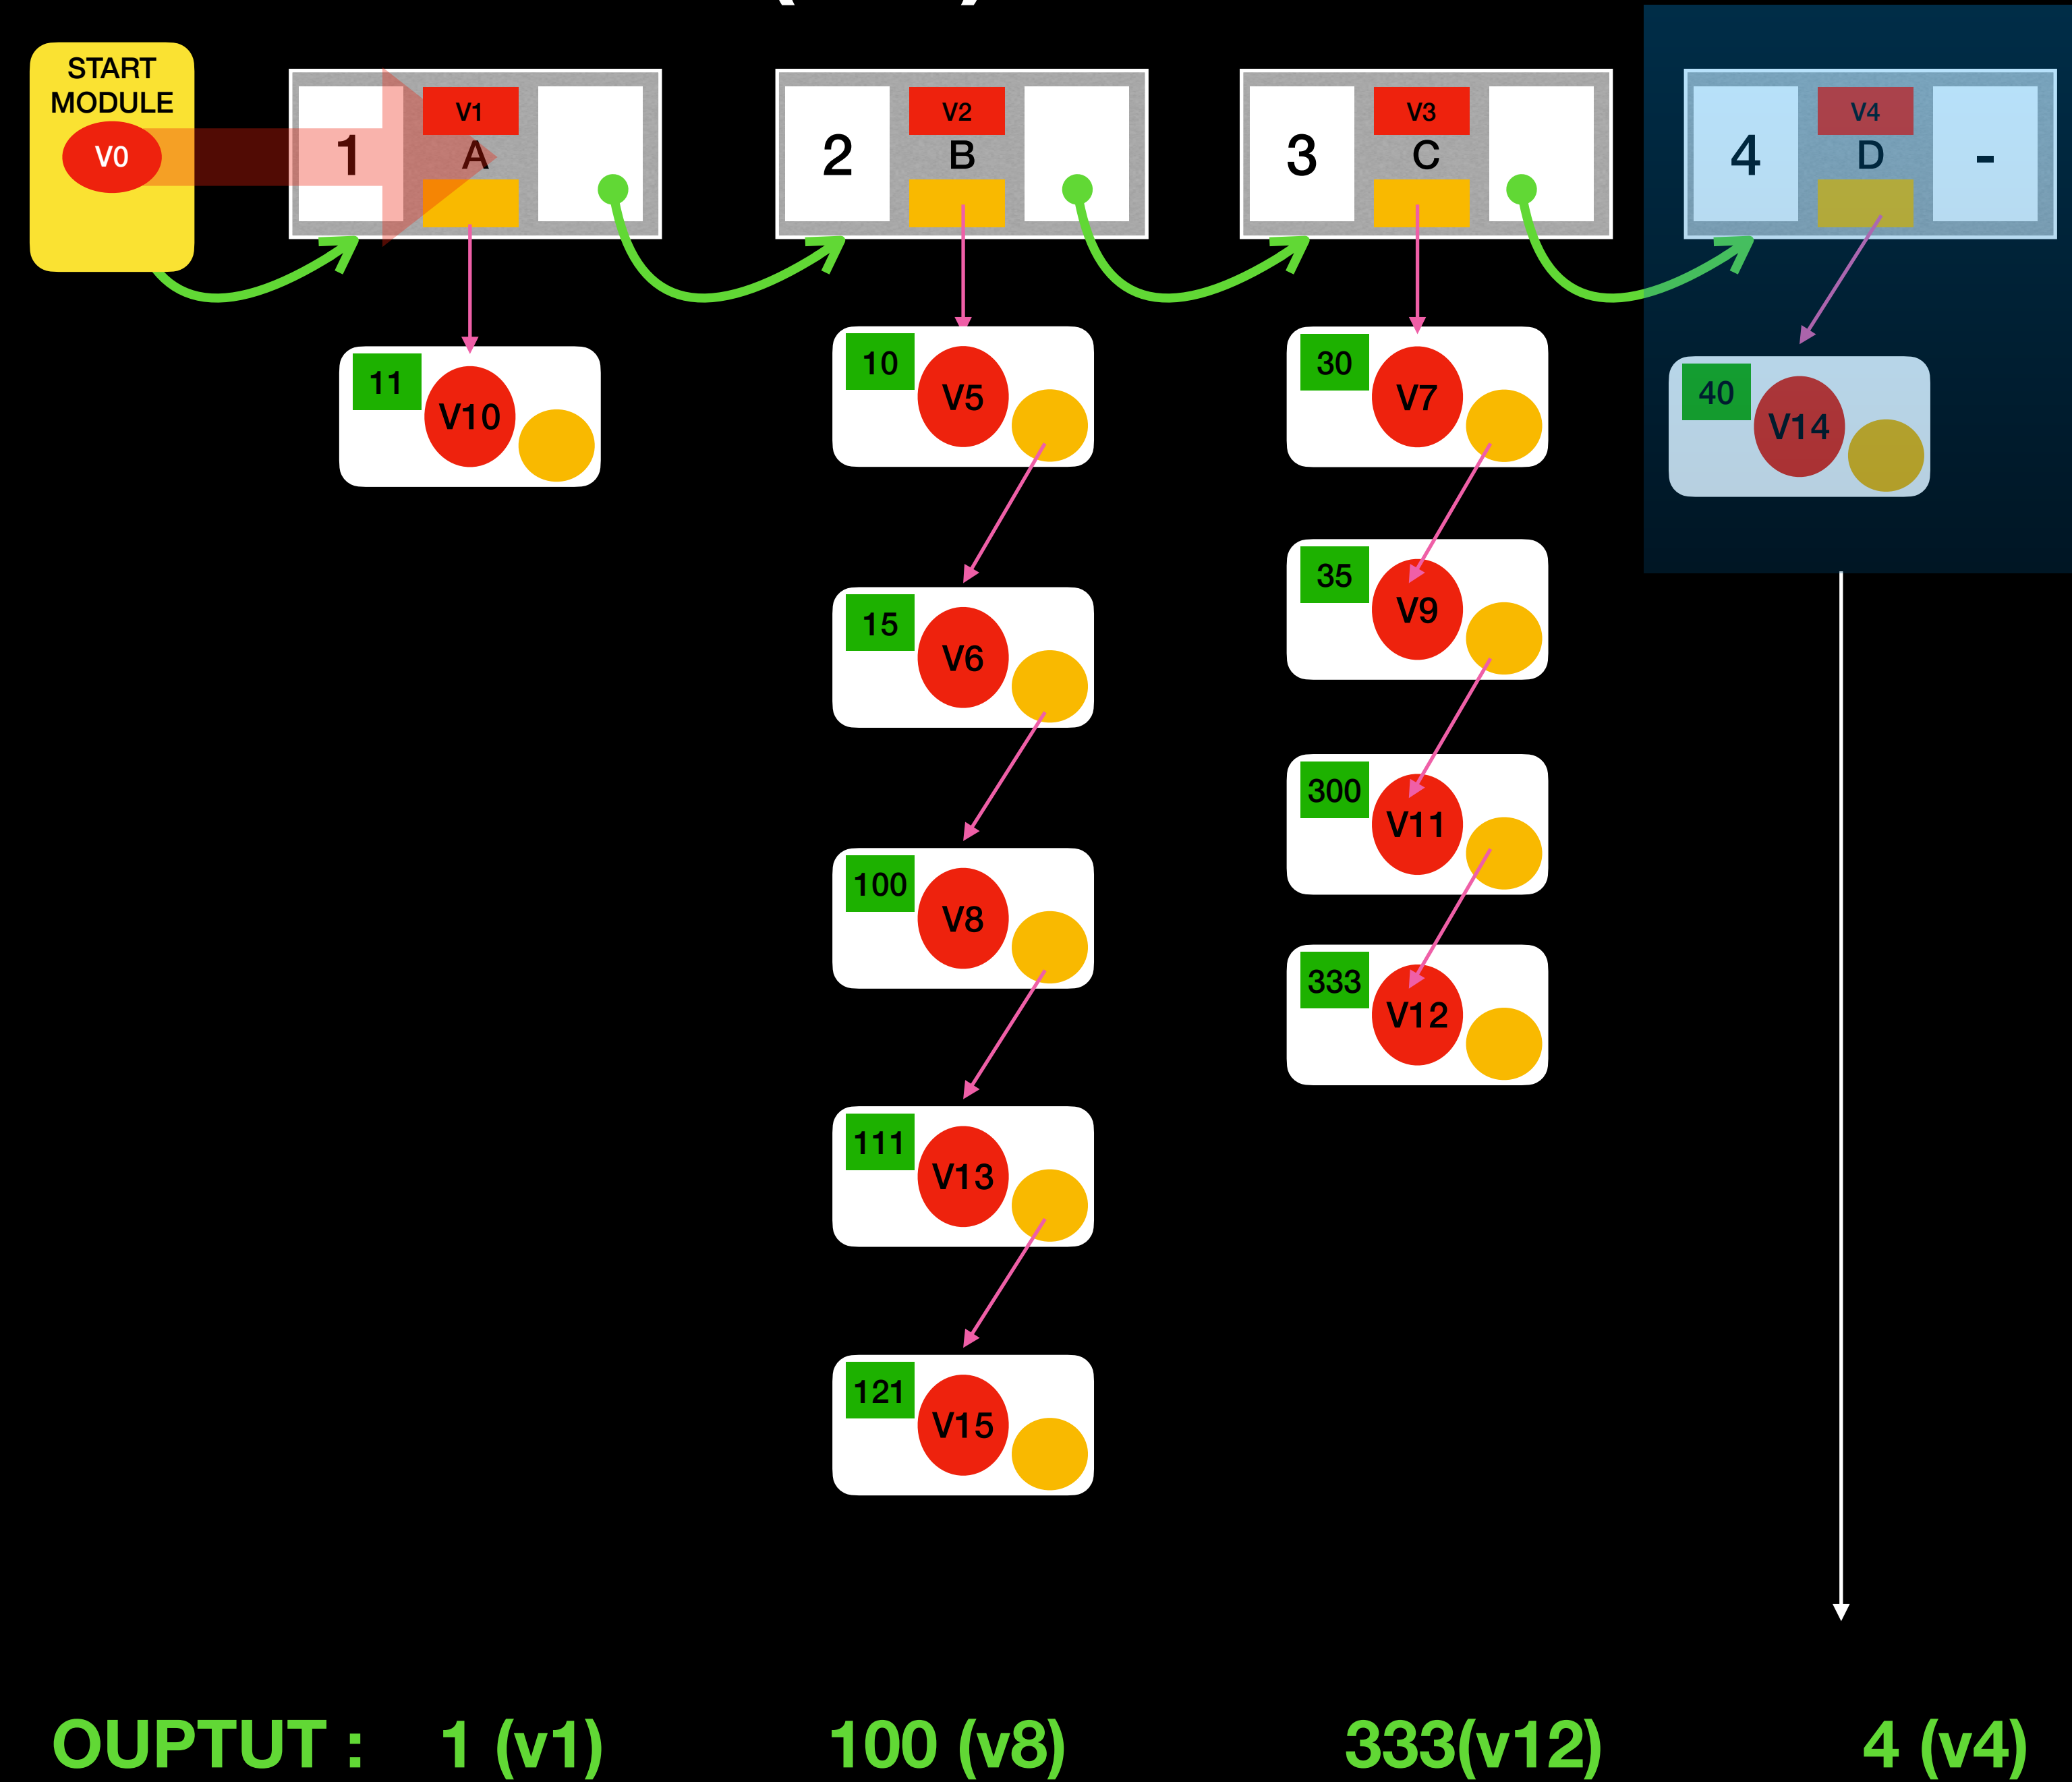 START
MODULE
V0
1
V1
A
2
V2
B
3
V3
C
4
V4
D
-
11
V10
10
V5
30
V7
40
V14
15
V6
35
V9
100
V8
300
V11
333
V12
111
V13
121
V15
OUPTUT : 1 (v1) 100 (v8) 333(v12) 4 (v4)